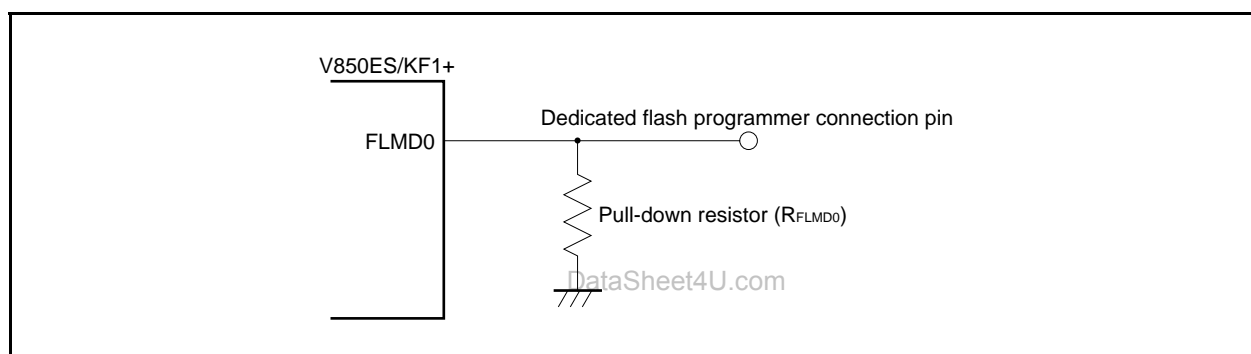 V850ES/KF1+
Dedicated flash programmer connection pin
FLMD0
Pull-down resistor (RFLMD0)
DataSheet4U.com